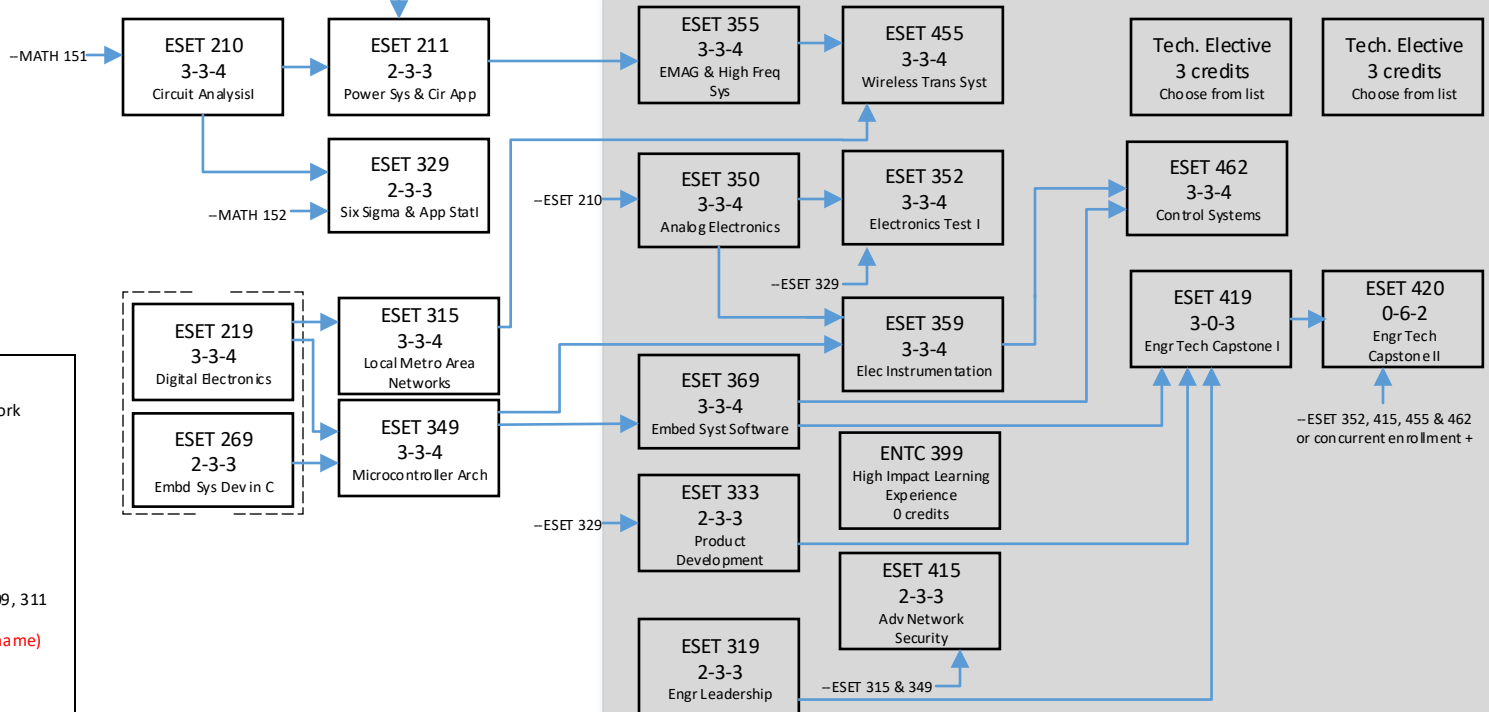 --MATH 151
ESET 210
3-3-4
Circuit AnalysisI
ESET 211
2-3-3
Power Sys & Cir App
ESET 329
2-3-3
Six Sigma & App StatI
--MATH 152
ESET 219
3-3-4
Digital Electronics
ESET 269
2-3-3
Embd Sys Dev in C
ESET 315
3-3-4
Local Metro Area
Networks
ESET 349
3-3-4
Microcontroller Arch
09, 311
ESET 355
3-3-4
EMAG & High Freq
Sys
ESET 455
3-3-4
Wireless Trans Syst
--ESET 210
ESET 350
3-3-4
Analog Electronics
ESET 352
3-3-4
Electronics Test I
--ESET 329
ESET 359
3-3-4
Elec Instrumentation
ESET 369
3-3-4
Embed Syst Software
ENTC 399
High Impact Learning
Experience
0 credits
--ESET 329
ESET 333
2-3-3
Product
Development
ESET 415
2-3-3
Adv Network
Security
ESET 319
2-3-3
Engr Leadership
--ESET 315 & 349
Tech. Elective
3 credits
Choose from list
Tech. Elective
3 credits
Choose from list
ESET 462
3-3-4
Control Systems
ESET 419
3-0-3
Engr Tech Capstone I
ESET 420
0-6-2
Engr Tech
Capstone II
--ESET 352, 415, 455 & 462
or concurrent enrollment +